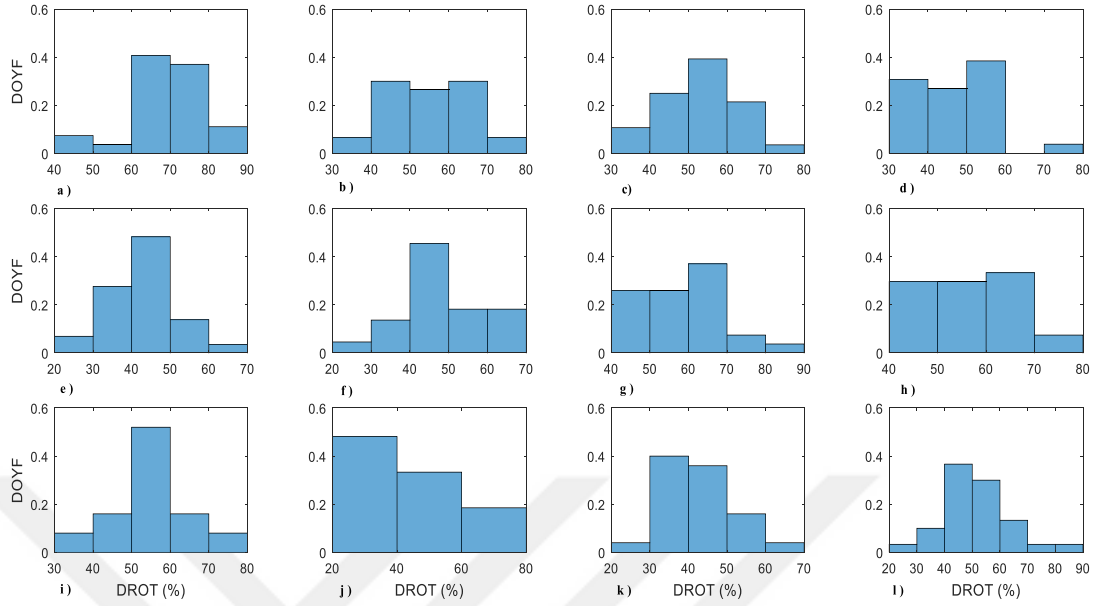 DOYF
0.6 0.4 0.2 0
40 50 60 70 80 90
a )
0.6 0.4 0.2 0
30 40 50 60 70 80
b )
0.6 0.4 0.2 0
30 40 50 60 70 80
c )
0.6 0.4 0.2 0
30 40 50 60 70 80
d )
DOYF
0.6 0.4 0.2 0
20 30 40 50 60 70
e )
0.6 0.4 0.2 0
20 30 40 50 60 70
f )
0.6 0.4 0.2 0
40 50 60 70 80 90
g )
0.6 0.4 0.2 0
40 50 60 70 80
h )
DOYF
0.6 0.4 0.2 0
30 40 50 60 70 80
i ) DROT (%)
0.6 0.4 0.2 0
20 40 60 80
j ) DROT (%)
0.6 0.4 0.2 0
20 30 40 50 60 70
k ) DROT (%)
0.6 0.4 0.2 0
20 30 40 50 60 70 80 90
l ) DROT (%)